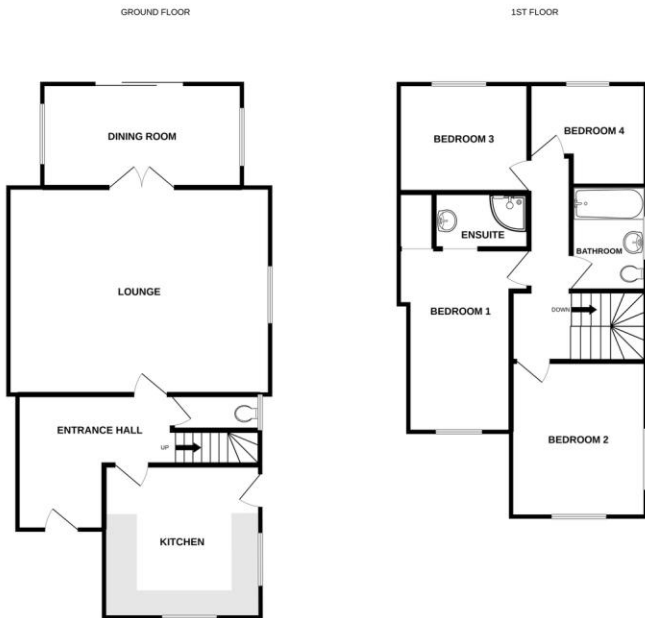 GROUND FLOOR
DINING ROOM
LOUNGE
ENTRANCE HALL
UP
KITCHEN
1ST FLOOR
BEDROOM 3
BEDROOM 4
ENSUITE
BATHROOM
BEDROOM 1
DOWN
BEDROOM 2